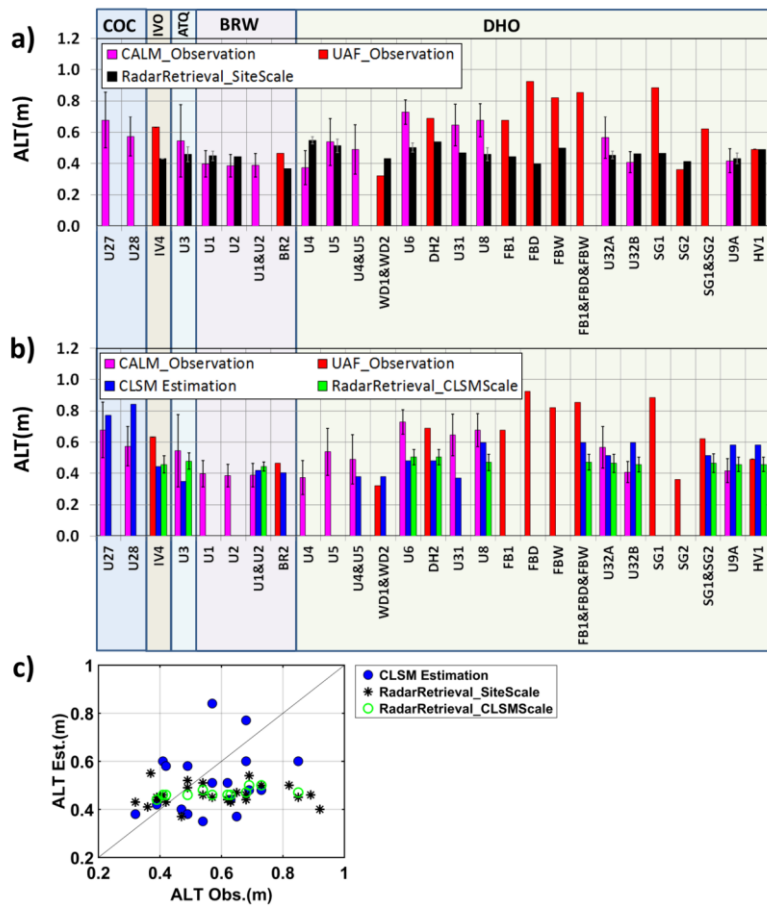 COC IVO ATQ BRW DHO
a)
1.2
1.0
0.8
0.6
0.4
0.2
0.0
ALT(m)
CALM_Observation UAF_Observation
RadarRetrieval_SiteScale
U27 U28 IV4 U3 U1 U2 U1&U2 BR2 U4 U5 U4&U5 WD1&WD2 U6 DH2 U31 U8 FB1 FBD FBW FB1&FBD&FBW U32A U32B SG1 SG2 SG1&SG2 U9A HV1
b)
1.2
1.0
0.8
0.6
0.4
0.2
0.0
ALT(m)
CALM_Observation UAF_Observation
CLSM Estimation RadarRetrieval_CLSMScale
U27 U28 IV4 U3 U1 U2 U1&U2 BR2 U4 U5 U4&U5 WD1&WD2 U6 DH2 U31 U8 FB1 FBD FBW FB1&FBD&FBW U32A U32B SG1 SG2 SG1&SG2 U9A HV1
c)
1
0.8
0.6
0.4
0.2
ALT Est.(m)
CLSM Estimation
RadarRetrieval_SiteScale
RadarRetrieval_CLSMScale
0.2 0.4 0.6 0.8 1
ALT Obs.(m)